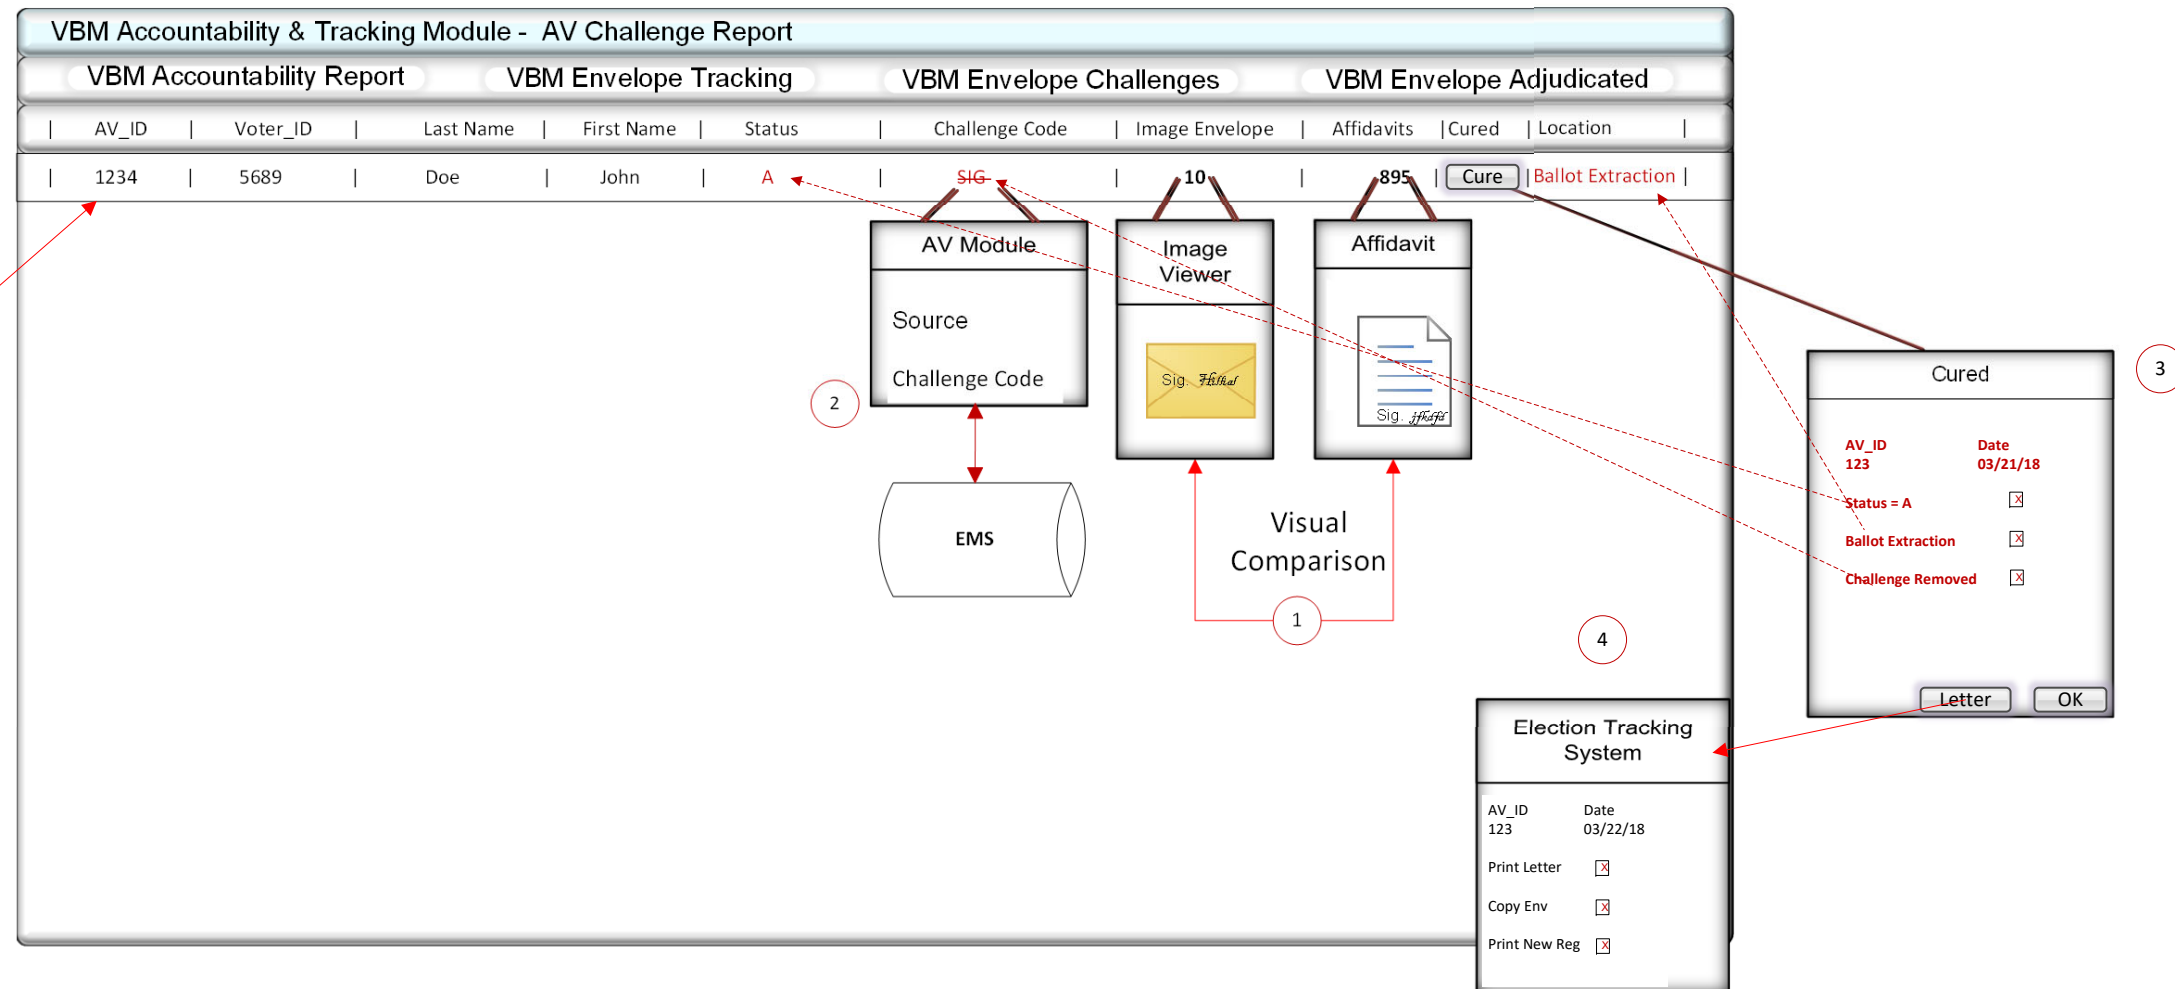 VBM Accountability & Tracking Module -  AV Challenge Report
VBM Accountability Report VBM Envelope Tracking VBM Envelope Challenges VBM Envelope Adjudicated
| AV_ID | Voter_ID | Last Name | First Name | Status | Challenge Code | Image Envelope | Affidavits | Cured | Location |
| 1234 | 5689 | Doe | John | A | SIG | 10 | 895 | Cure | Ballot Extraction |
AV Module
Source
Challenge Code
Image
Viewer
Sig.
Affidavit
Sig.
2
EMS
Visual
Comparison
1
3
Cured
AV_ID Date
123 03/21/18
Status = A X
Ballot Extraction X
Challenge Removed X
Letter OK
4
Election Tracking
System
AV_ID Date
123 03/22/18
Print Letter X
Copy Env X
Print New Reg X